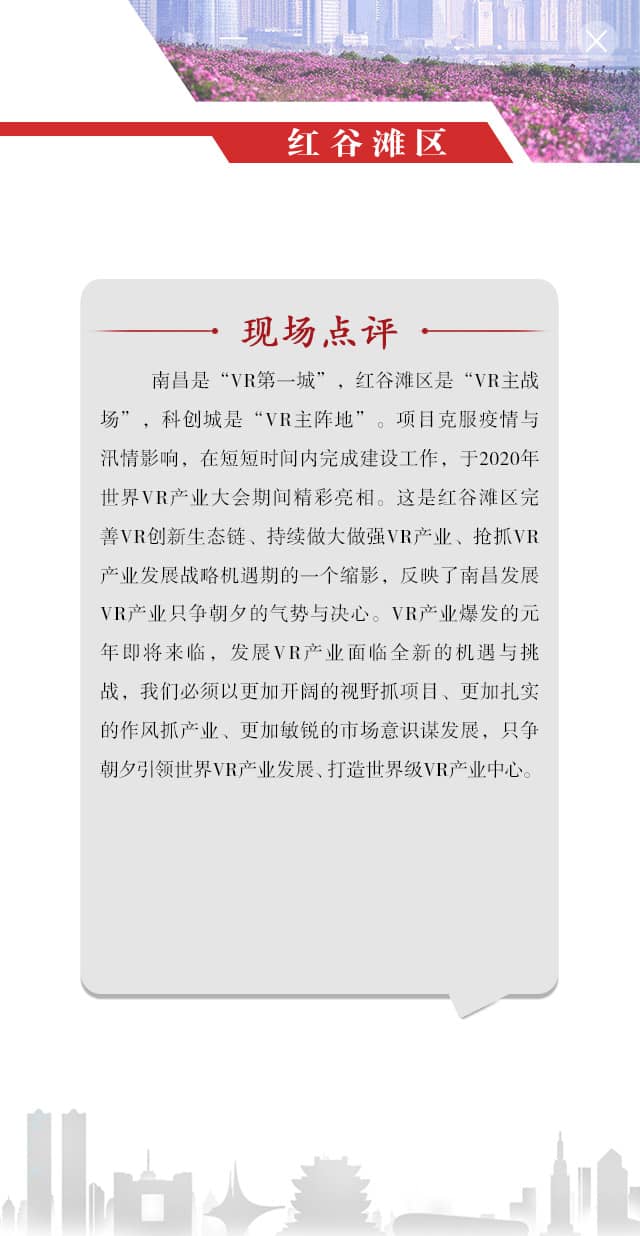 红谷滩区
现场点评
南昌是“VR第一城”，红谷滩区是“VR主战
场”，科创城是“VR主阵地”。项目克服疫情与
汛情影响，在短短时间内完成建设工作，于2020年
世界VR产业大会期间精彩亮相。这是红谷滩区完
善VR创新生态链、持续做大做强VR产业、抢抓VR
产业发展战略机遇期的一个缩影，反映了南昌发展
VR产业只争朝夕的气势与决心。VR产业爆发的元
年即将来临，发展VR产业面临全新的机遇与挑
战，我们必须以更加开阔的视野抓项目、更加扎实
的作风抓产业、更加敏锐的市场意识谋发展，只争
朝夕引领世界VR产业发展、打造世界级VR产业中心。